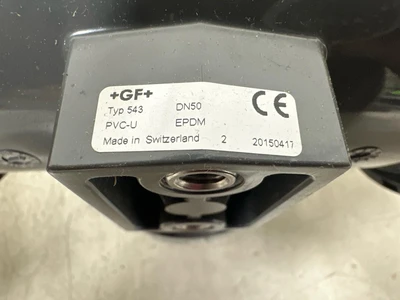 +GF+
Typ 543 DN50
PVC-U EPDM
Made in Switzerland 2 20150417
CE